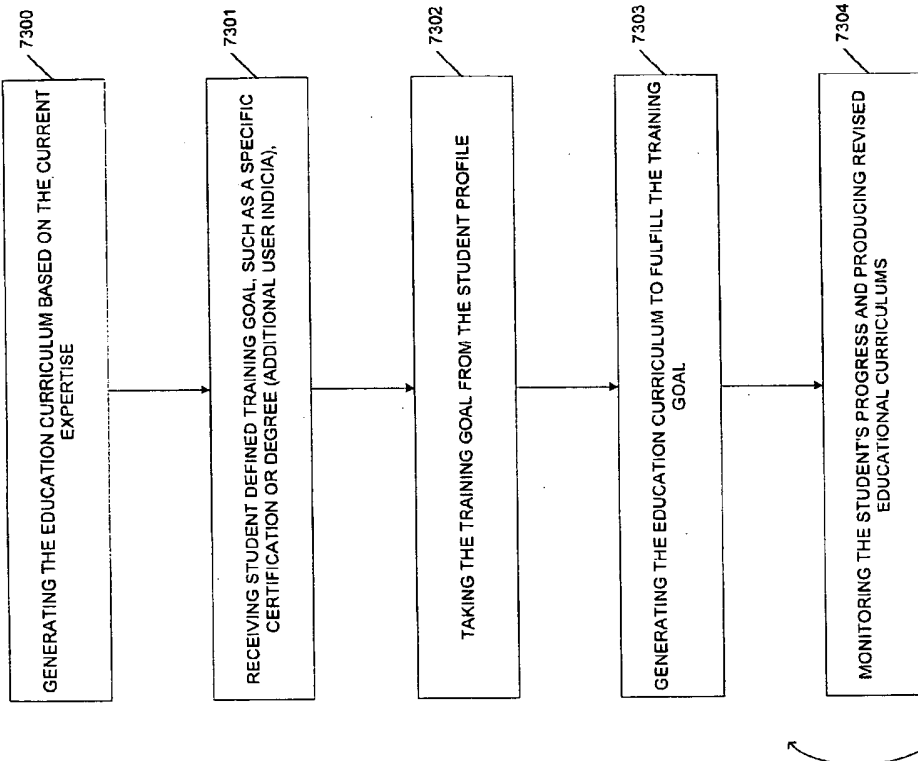 7300
GENERATING THE EDUCATION CURRICULUM BASED ON THE CURRENT
EXPERTISE
7301
RECEIVING STUDENT DEFINED TRAINING GOAL, SUCH AS A SPECIFIC
CERTIFICATION OR DEGREE (ADDITIONAL USER INDICIA),
7302
TAKING THE TRAINING GOAL FROM THE STUDENT PROFILE
7303
GENERATING THE EDUCATION CURRICULUM TO FULFILL THE TRAINING
GOAL
7304
MONITORING THE STUDENT'S PROGRESS AND PRODUCING REVISED
EDUCATIONAL CURRICULUMS